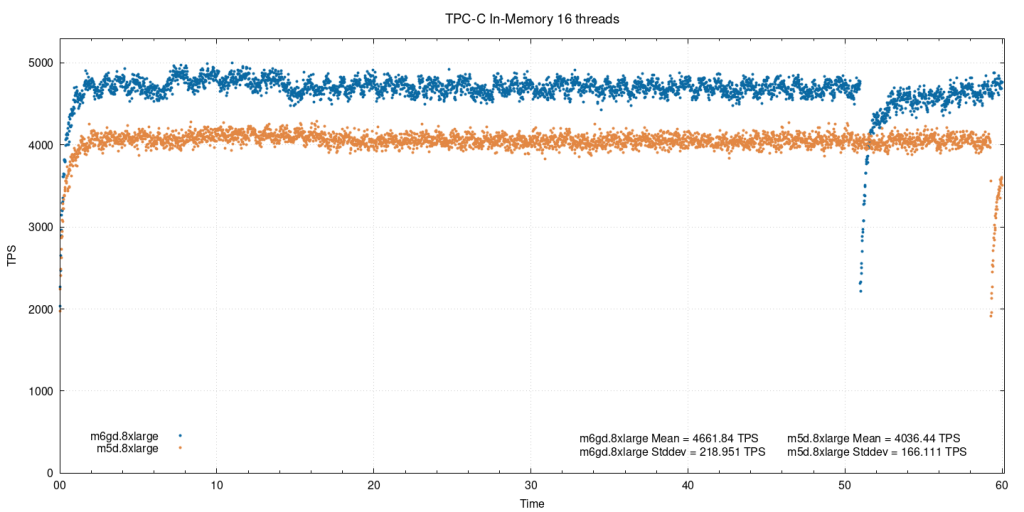 TPC-C In-Memory 16 threads
5000
4000
3000
2000
1000
0
TPS
m6gd.8xlarge
m5d.8xlarge
m6gd.8xlarge Mean = 4661.84 TPS m5d.8xlarge Mean = 4036.44 TPS
m6gd.8xlarge Stddev = 218.951 TPS m5d.8xlarge Stddev = 166.111 TPS
00 10 20 30 40 50 60
Time